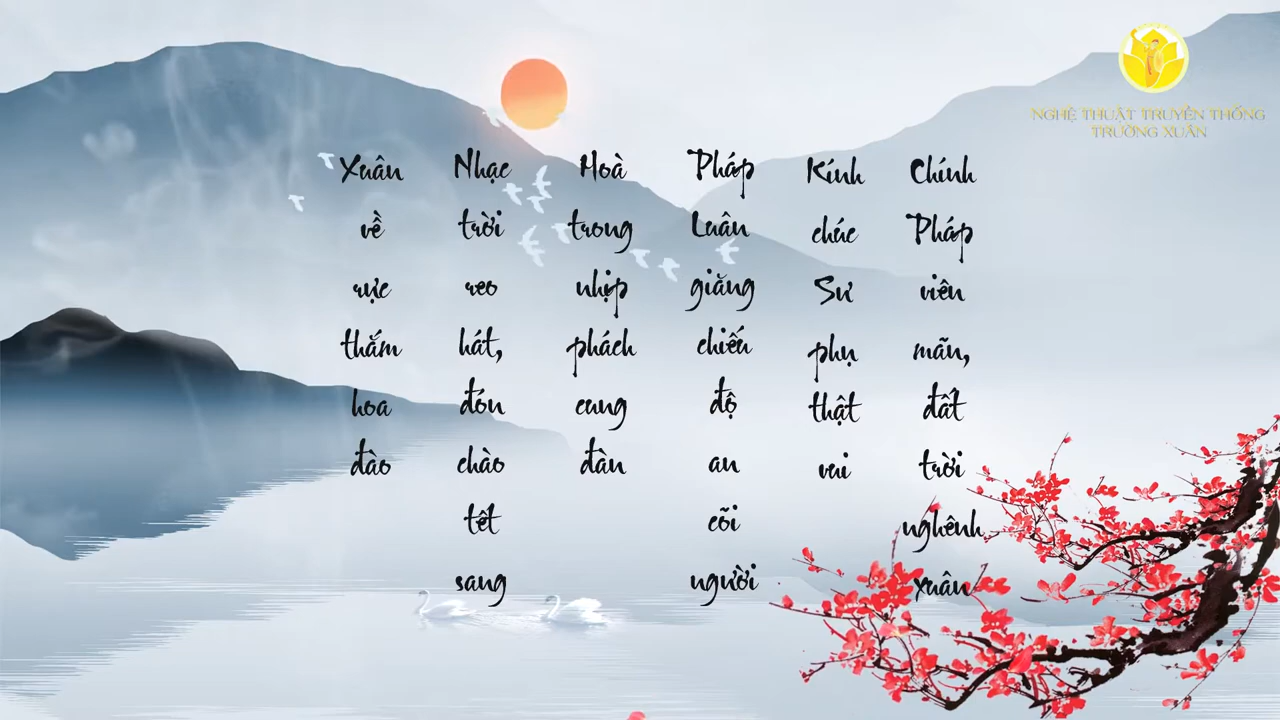 Xuân về rực thắm hoa đào
Nhạc trời reo hát, đón chào tết sang
Hoà trong nhịp phách cung đàn
Pháp Luân giăng chiếu độ an cõi người
Kính chúc Sư phụ thật vui
Chính Pháp viên mãn, đất trời nghênh xuân
NGHỆ THUẬT TRUYỀN THỐNG
TRƯỜNG XUÂN